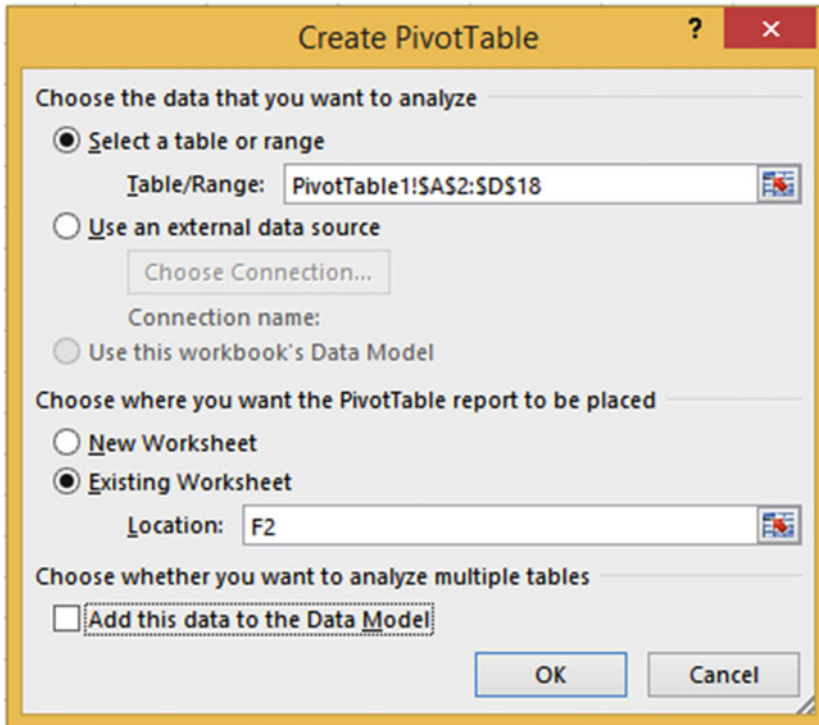 Create PivotTable
?
Choose the data that you want to analyze
Select a table or range
Table/Range: PivotTable1!$A$2:$D$18
Use an external data source
Choose Connection...
Connection name:
Use this workbook's Data Model
Choose where you want the PivotTable report to be placed
New Worksheet
Existing Worksheet
Location: F2
Choose whether you want to analyze multiple tables
Add this data to the Data Model
OK Cancel